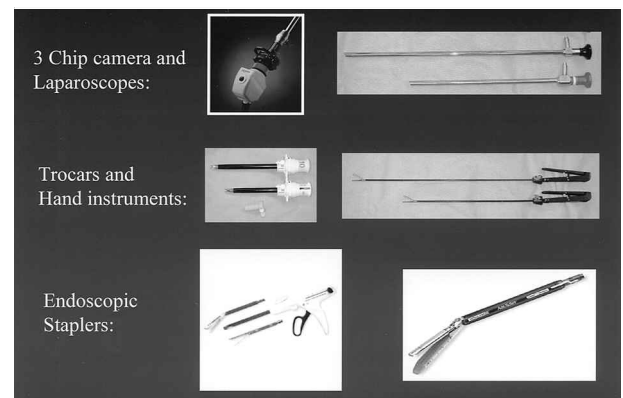 3 Chip camera and
Laparoscopes:
Trocars and
Hand instruments:
Endoscopic
Staplers: